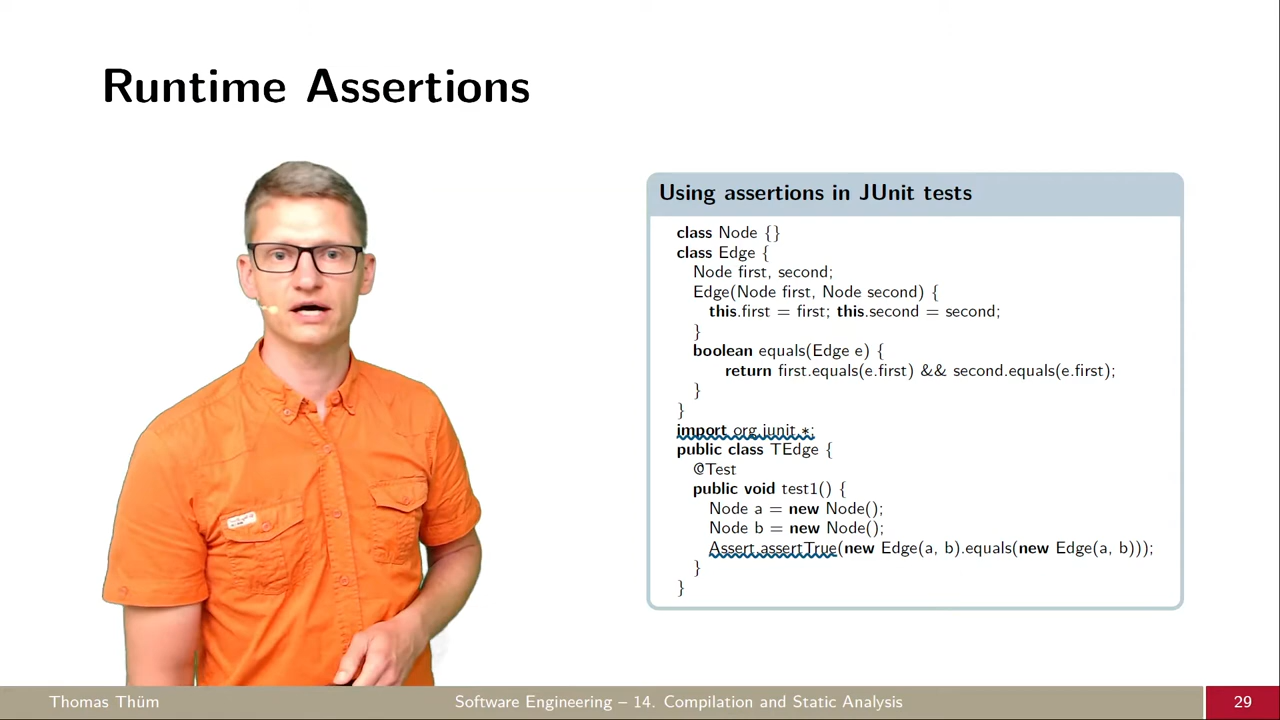 Runtime Assertions
Using assertions in JUnit tests
class Node {}
class Edge {
Node first, second;
Edge(Node first, Node second) {
this.first = first; this.second = second;
}
boolean equals(Edge e) {
return first.equals(e.first) && second.equals(e.first);
}
}
import org.junit.*;
public class TEdge {
@Test
public void test1() {
Node a = new Node();
Node b = new Node();
Assert.assertTrue(new Edge(a, b).equals(new Edge(a, b)));
}
}
Thomas Thüm
Software Engineering – 14. Compilation and Static Analysis
29